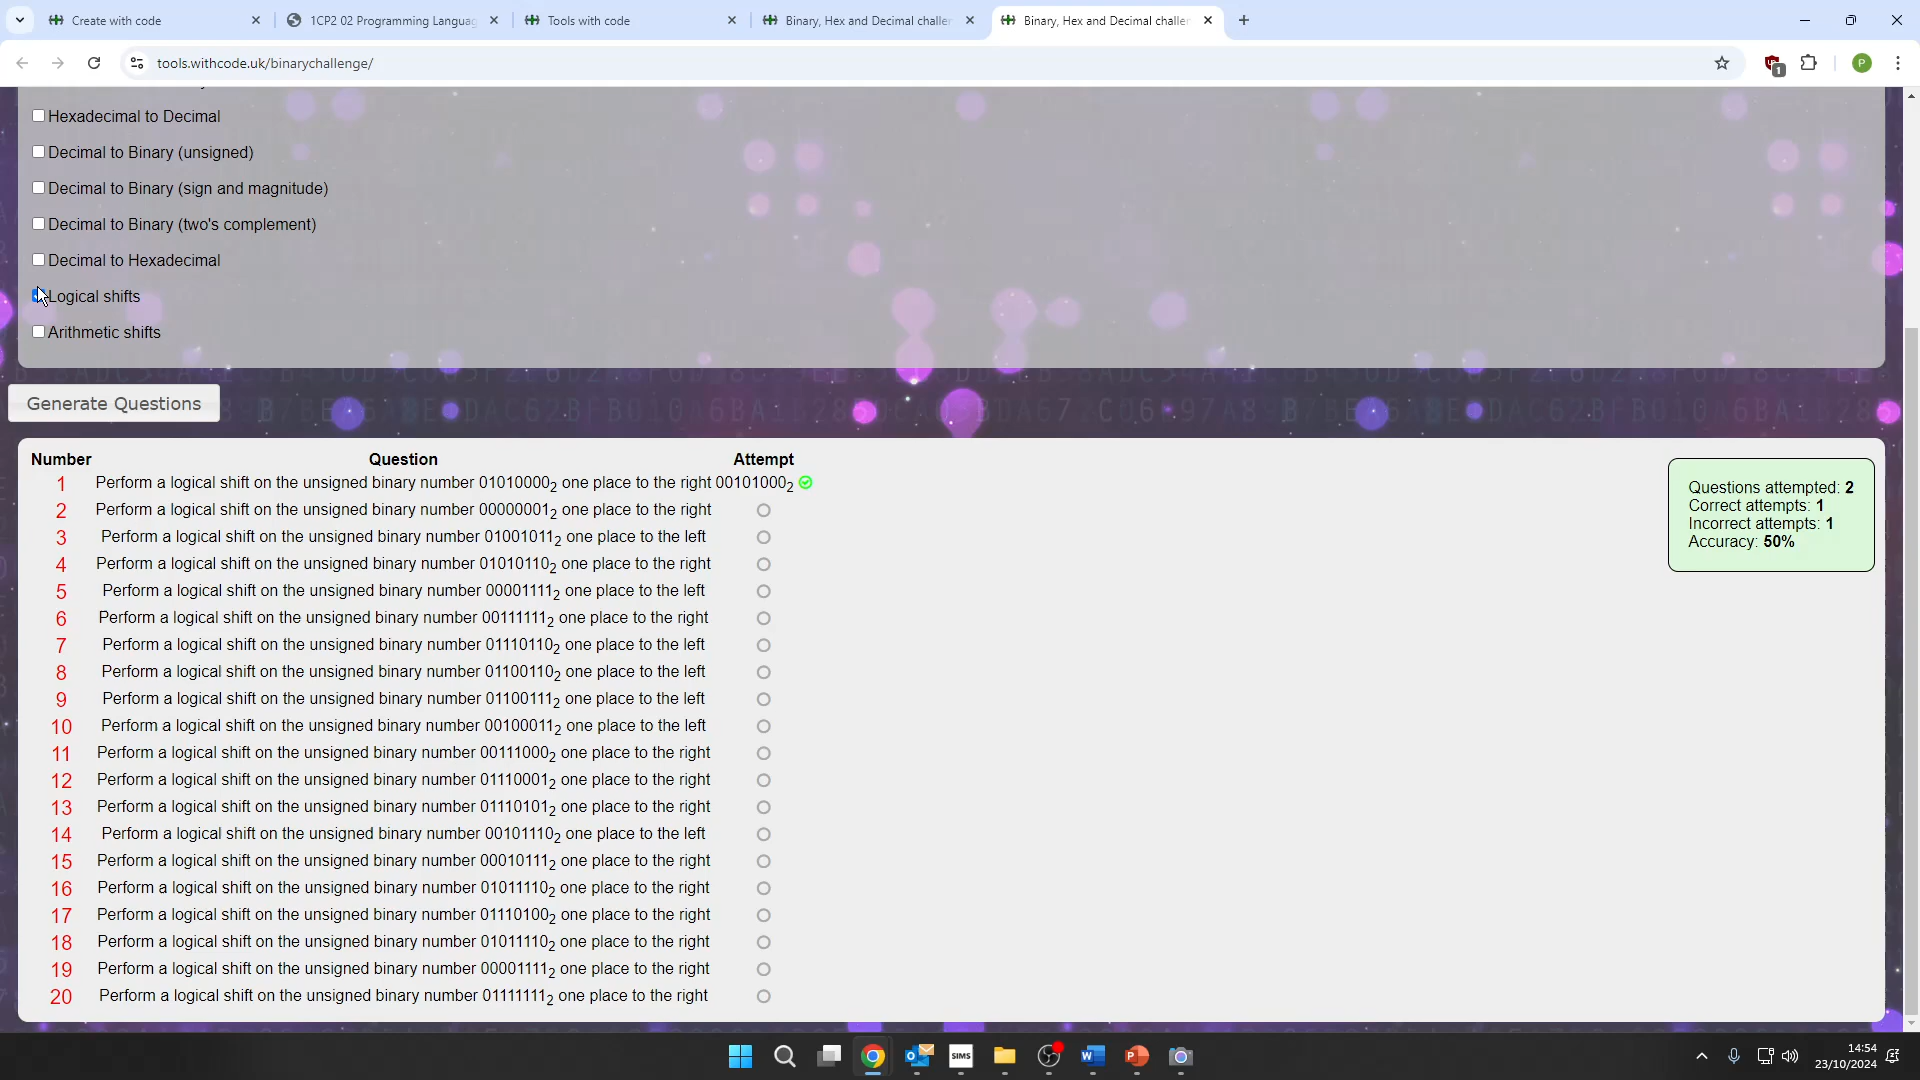 Create with code
1CP2 02 Programming Languag
Tools with code
Binary, Hex and Decimal challen
Binary, Hex and Decimal challen
tools.withcode.uk/binarychallenge/
1
P
Hexadecimal to Decimal
Decimal to Binary (unsigned)
Decimal to Binary (sign and magnitude)
Decimal to Binary (two's complement)
Decimal to Hexadecimal
Logical shifts
Arithmetic shifts
Generate Questions
Number Question Attempt
1 Perform a logical shift on the unsigned binary number 01010000₂ one place to the right 00101000₂
2 Perform a logical shift on the unsigned binary number 00000001₂ one place to the right
3 Perform a logical shift on the unsigned binary number 01001011₂ one place to the left
4 Perform a logical shift on the unsigned binary number 01010110₂ one place to the right
5 Perform a logical shift on the unsigned binary number 00001111₂ one place to the left
6 Perform a logical shift on the unsigned binary number 00111111₂ one place to the right
7 Perform a logical shift on the unsigned binary number 01110110₂ one place to the left
8 Perform a logical shift on the unsigned binary number 01100110₂ one place to the left
9 Perform a logical shift on the unsigned binary number 01100111₂ one place to the left
10 Perform a logical shift on the unsigned binary number 00100011₂ one place to the left
11 Perform a logical shift on the unsigned binary number 00111000₂ one place to the right
12 Perform a logical shift on the unsigned binary number 01110001₂ one place to the right
13 Perform a logical shift on the unsigned binary number 01110101₂ one place to the right
14 Perform a logical shift on the unsigned binary number 00101110₂ one place to the left
15 Perform a logical shift on the unsigned binary number 00010111₂ one place to the right
16 Perform a logical shift on the unsigned binary number 01011110₂ one place to the right
17 Perform a logical shift on the unsigned binary number 01110100₂ one place to the right
18 Perform a logical shift on the unsigned binary number 01011110₂ one place to the right
19 Perform a logical shift on the unsigned binary number 00001111₂ one place to the right
20 Perform a logical shift on the unsigned binary number 01111111₂ one place to the right
Questions attempted: 2
Correct attempts: 1
Incorrect attempts: 1
Accuracy: 50%
SIMS
14:54
23/10/2024